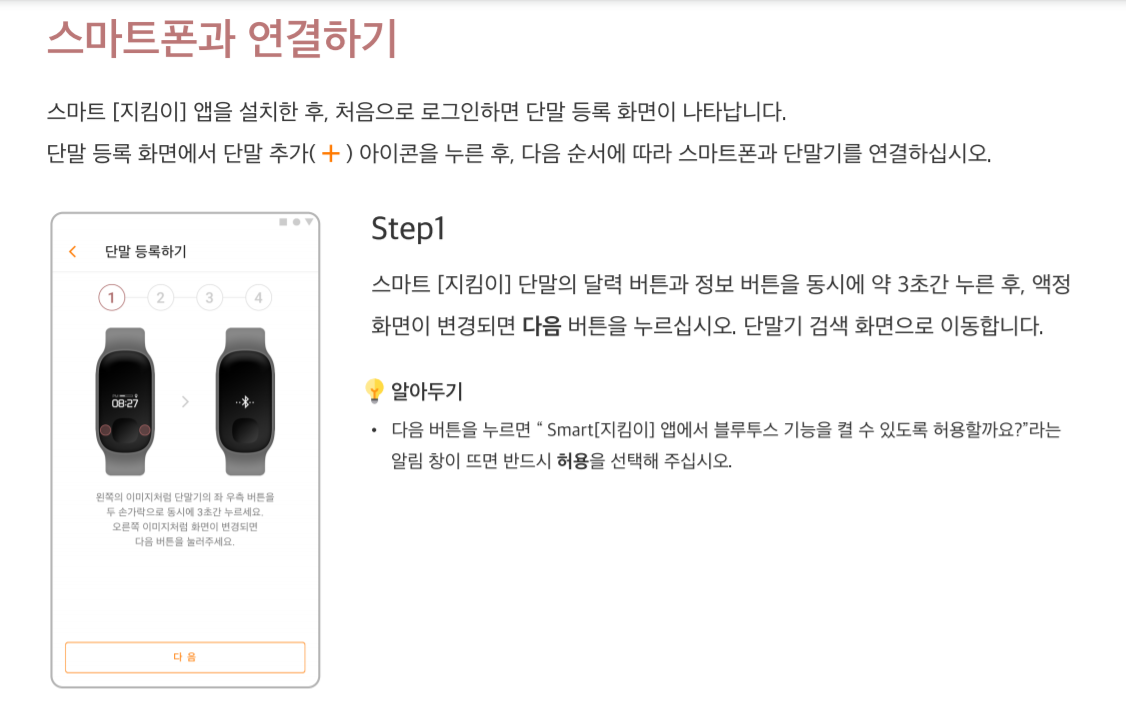 스마트폰과 연결하기
스마트 [지킴이] 앱을 설치한 후, 처음으로 로그인하면 단말 등록 화면이 나타납니다.
단말 등록 화면에서 단말 추가( + ) 아이콘을 누른 후, 다음 순서에 따라 스마트폰과 단말기를 연결하십시오.
단말 등록하기
1 2 3 4
08:27
왼쪽의 이미지처럼 단말기의 좌 우측 버튼을
두 손가락으로 동시에 3초간 누르세요.
오른쪽 이미지처럼 화면이 변경되면
다음 버튼을 눌러주세요.
다 음
Step1
스마트 [지킴이] 단말의 달력 버튼과 정보 버튼을 동시에 약 3초간 누른 후, 액정
화면이 변경되면 다음 버튼을 누르십시오. 단말기 검색 화면으로 이동합니다.
알아두기
• 다음 버튼을 누르면 “ Smart[지킴이] 앱에서 블루투스 기능을 켤 수 있도록 허용할까요?”라는
알림 창이 뜨면 반드시 허용을 선택해 주십시오.